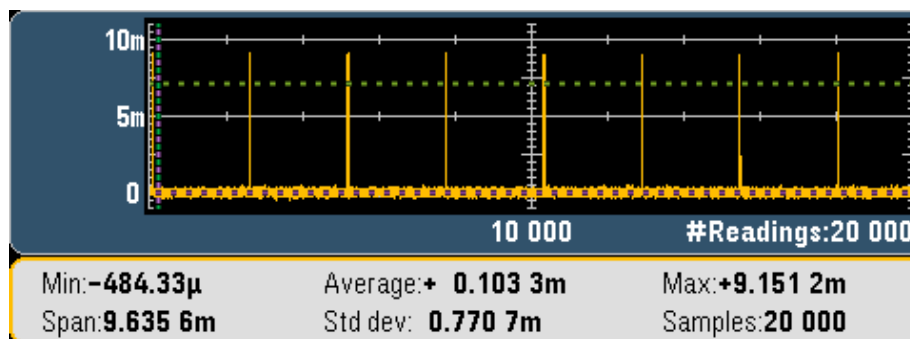 10m
5m
0
10 000 #Readings:20 000
Min:-484.33µ Average:+ 0.103 3m Max:+9.151 2m
Span:9.635 6m Std dev: 0.770 7m Samples:20 000